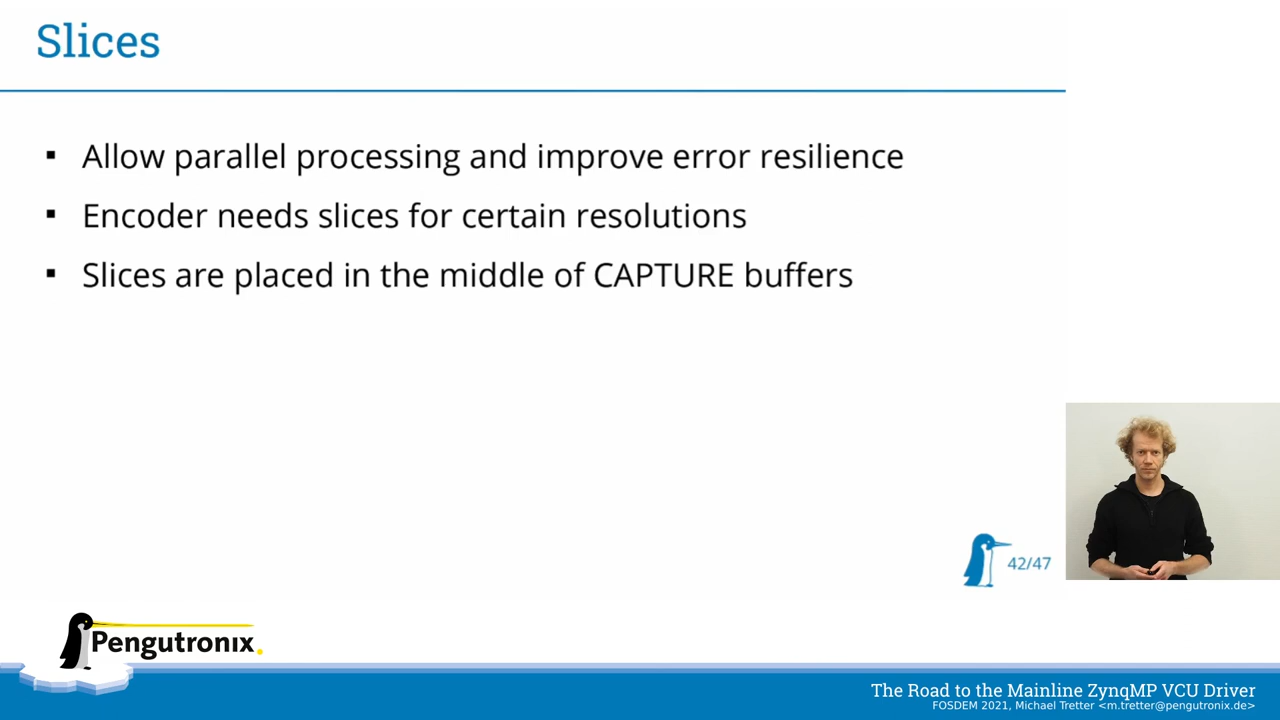 Slices
▪ Allow parallel processing and improve error resilience
▪ Encoder needs slices for certain resolutions
▪ Slices are placed in the middle of CAPTURE buffers
42/47
Pengutronix.
The Road to the Mainline ZynqMP VCU Driver
FOSDEM 2021, Michael Tretter <m.tretter@pengutronix.de>